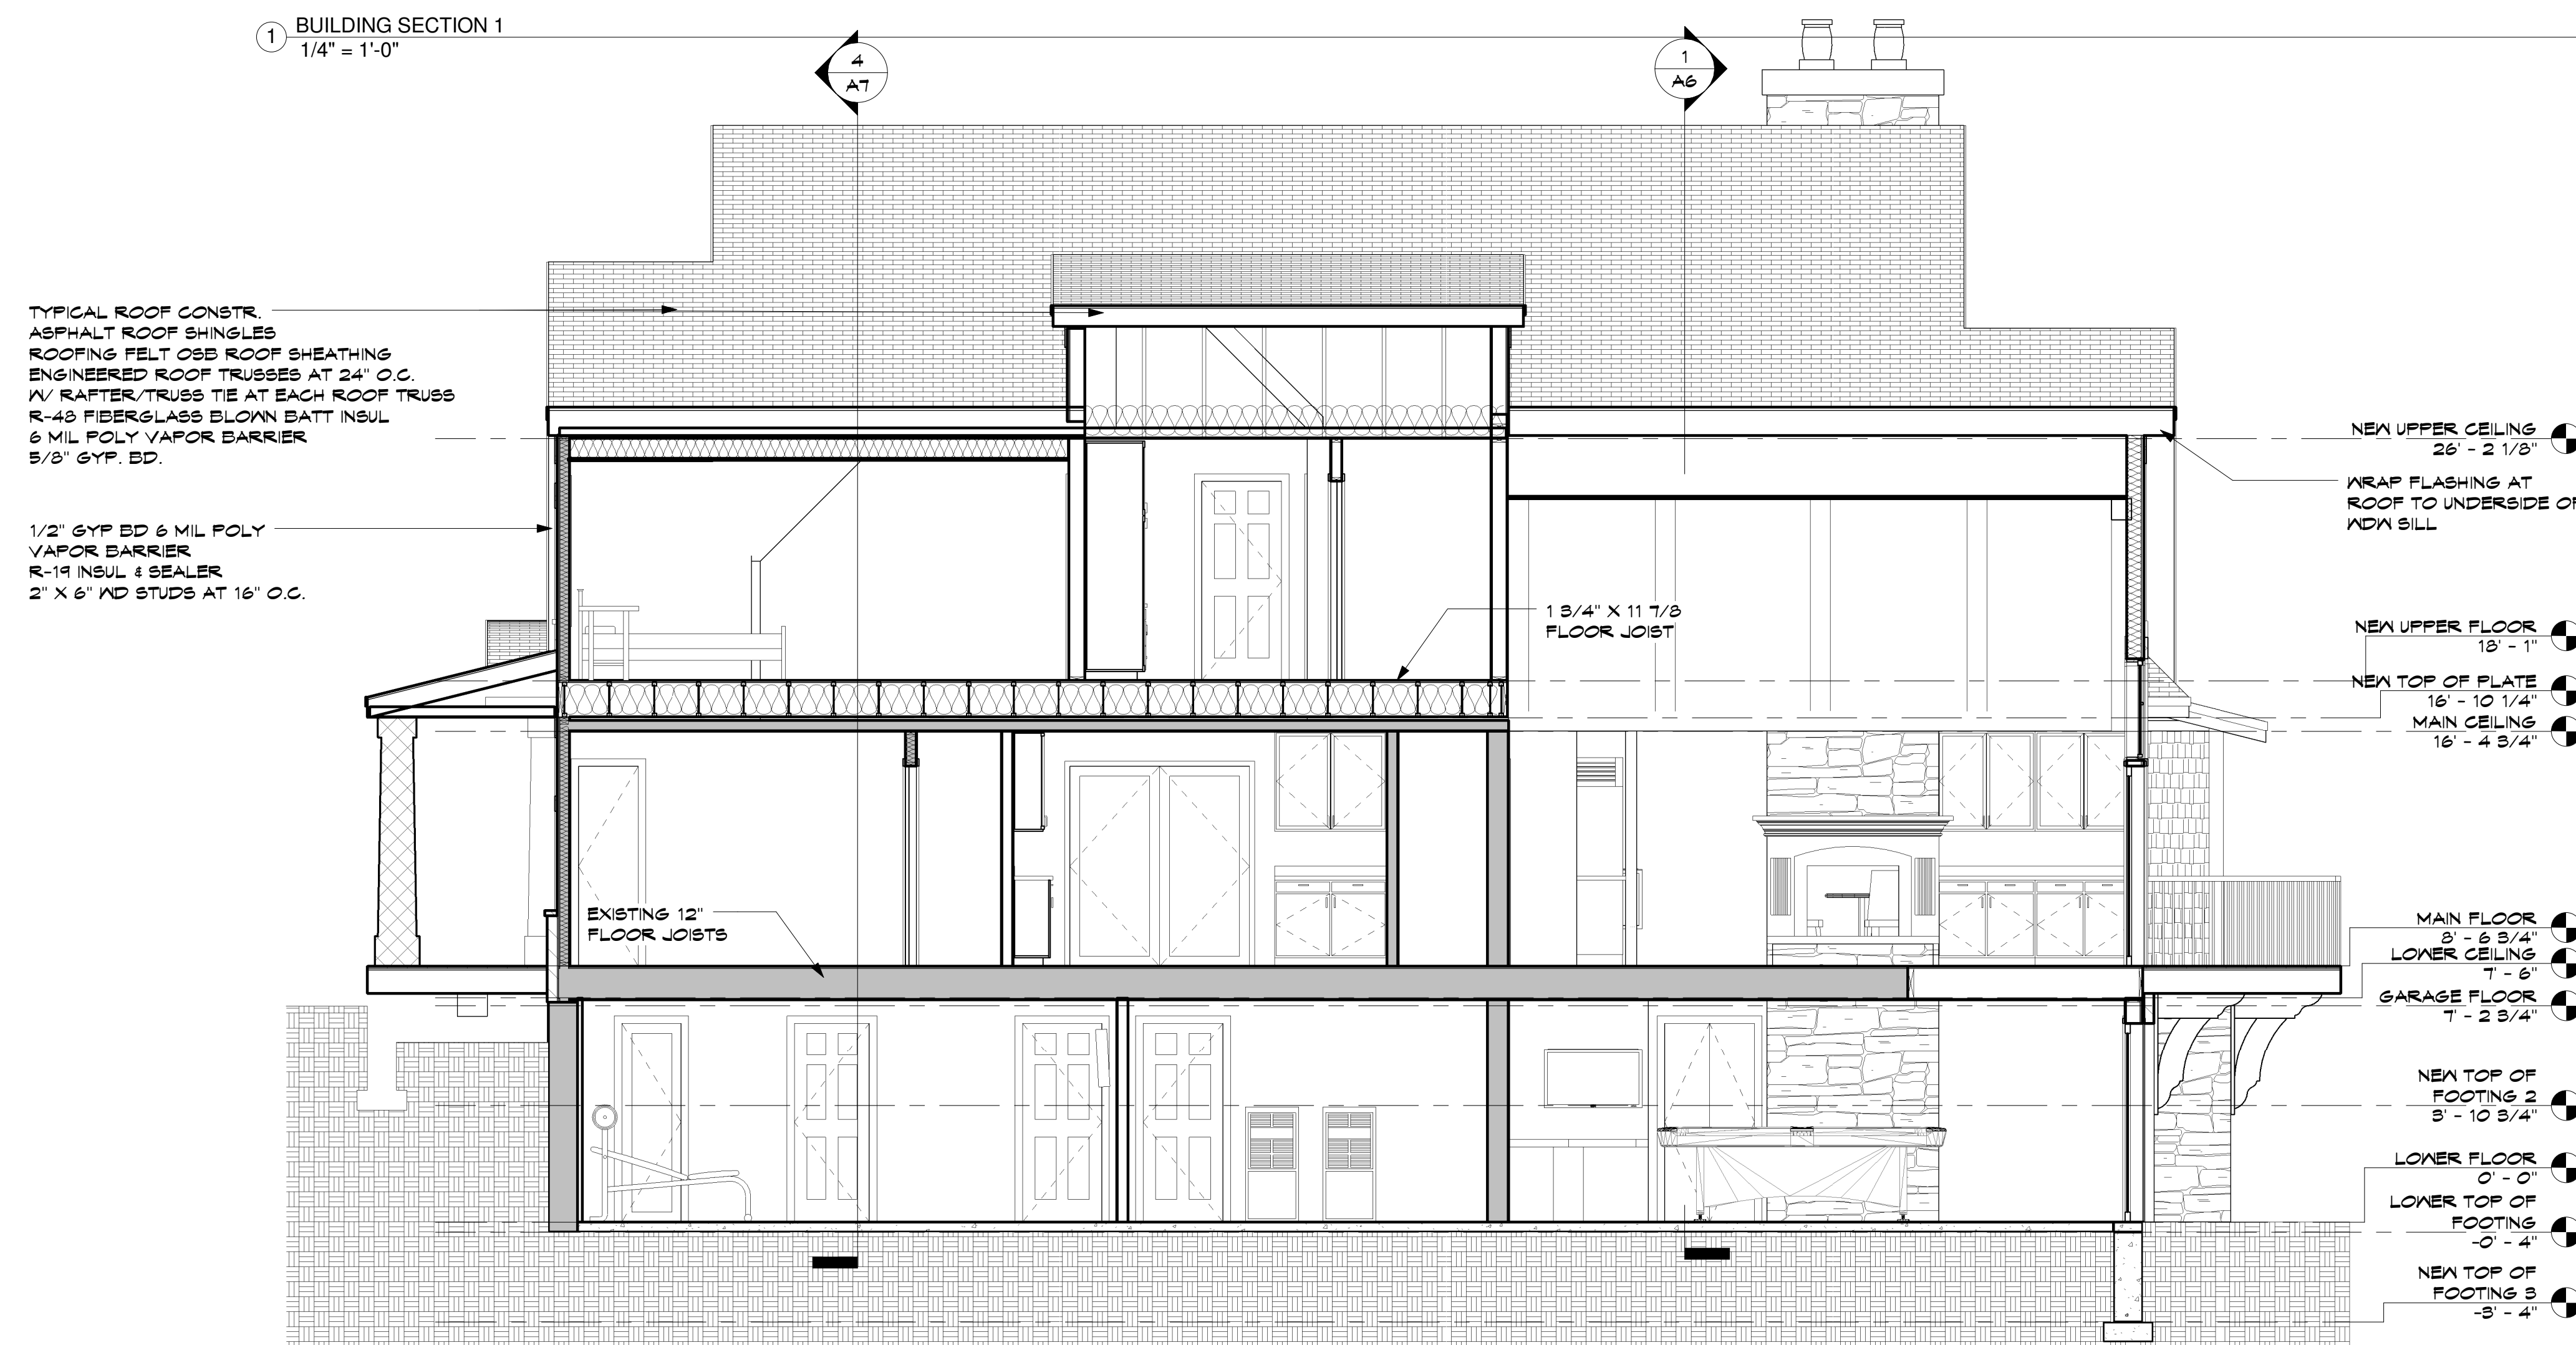 1 BUILDING SECTION 1
1/4" = 1'-0"
4
A7
1
A6
TYPICAL ROOF CONSTR.
ASPHALT ROOF SHINGLES
ROOFING FELT OSB ROOF SHEATHING
ENGINEERED ROOF TRUSSES AT 24" O.C.
W/ RAFTER/TRUSS TIE AT EACH ROOF TRUSS
R-48 FIBERGLASS BLOWN BATT INSUL
6 MIL POLY VAPOR BARRIER
5/8" GYP. BD.
1/2" GYP BD 6 MIL POLY
VAPOR BARRIER
R-19 INSUL & SEALER
2" X 6" WD STUDS AT 16" O.C.
1 3/4" X 11 7/8
FLOOR JOIST
EXISTING 12"
FLOOR JOISTS
NEW UPPER CEILING
26' - 2 1/8"
WRAP FLASHING AT
ROOF TO UNDERSIDE OF
WDW SILL
NEW UPPER FLOOR
18' - 1"
NEW TOP OF PLATE
16' - 10 1/4"
MAIN CEILING
16' - 4 3/4"
MAIN FLOOR
8' - 6 3/4"
LOWER CEILING
7' - 6"
GARAGE FLOOR
7' - 2 3/4"
NEW TOP OF
FOOTING 2
3' - 10 3/4"
LOWER FLOOR
0' - 0"
LOWER TOP OF
FOOTING
-0' - 4"
NEW TOP OF
FOOTING 3
-3' - 4"